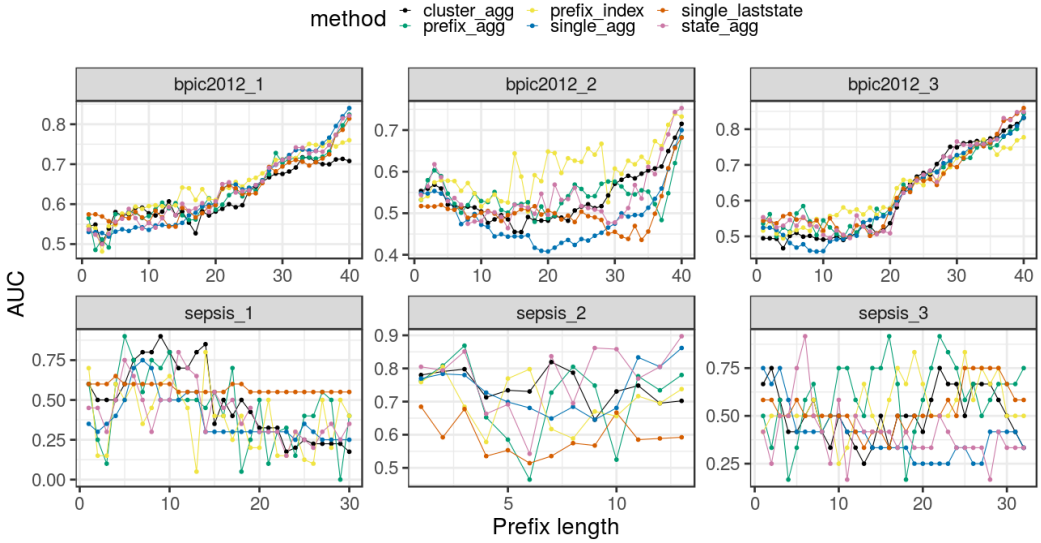 method cluster_agg prefix_index single_laststate
prefix_agg single_agg state_agg
bpic2012_1 bpic2012_2 bpic2012_3
0.8 0.7 0.8
0.7 0.6 0.7
0.6 0.5 0.6
0.5 0.4 0.5
0 10 20 30 40 0 10 20 30 40 0 10 20 30 40
AUC
sepsis_1 sepsis_2 sepsis_3
0.75 0.9 0.75
0.50 0.8 0.50
0.25 0.7 0.25
0.00 0.6
0.5
0 10 20 30 5 10 0 10 20 30
Prefix length